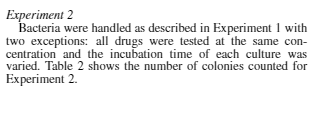 Experiment 2
Bacteria were handled as described in Experiment 1 with
two exceptions: all drugs were tested at the same con-
centration and the incubation time of each culture was
varied. Table 2 shows the number of colonies counted for
Experiment 2.